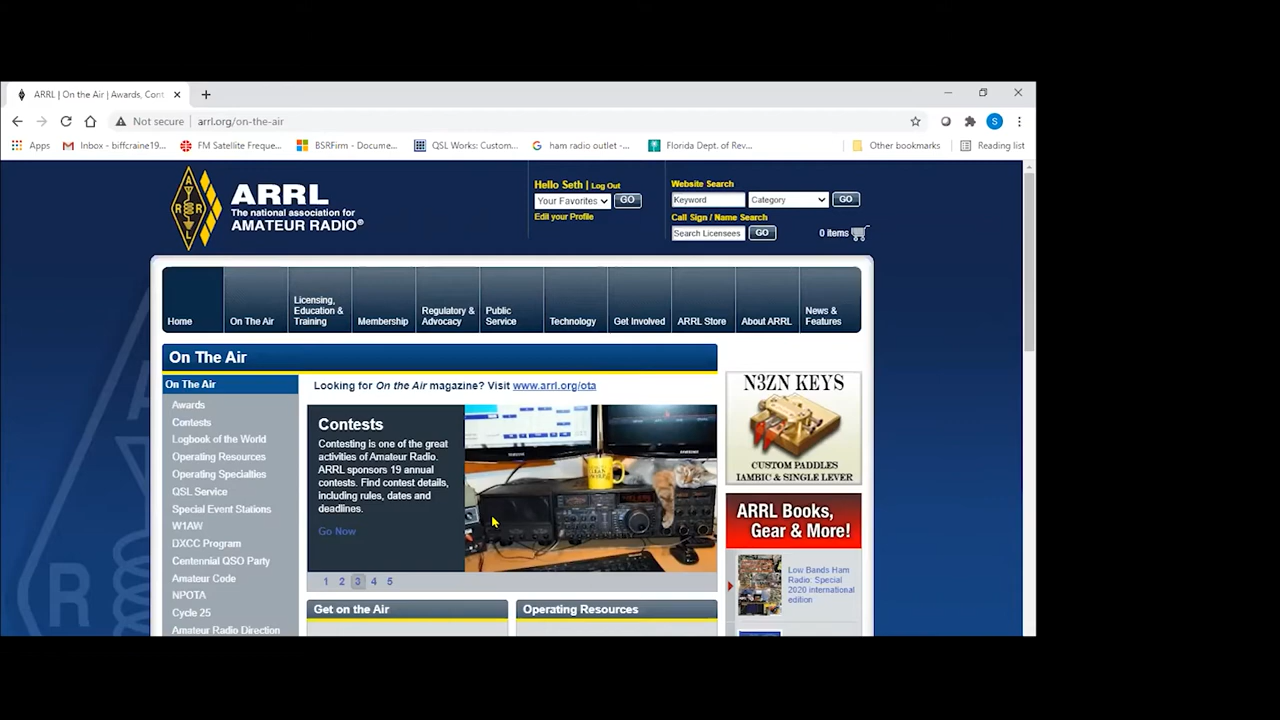 ARRL | On the Air | Awards, Cont
Not secure
arrl.org/on-the-air
S
Apps
Inbox - biffcraine19...
FM Satellite Freque...
BSRFirm - Docume...
QSL Works: Custom...
ham radio outlet -...
Florida Dept. of Rev...
Other bookmarks
Reading list
A
R R
L
ARRL
The national association for
AMATEUR RADIO®
Hello Seth | Log Out
Your Favorites
GO
Edit your Profile
Website Search
Keyword
Category
GO
Call Sign / Name Search
Search Licensees
GO
0 items
Home
On The Air
Licensing,
Education &
Training
Membership
Regulatory &
Advocacy
Public
Service
Technology
Get Involved
ARRL Store
About ARRL
News &
Features
On The Air
On The Air
Awards
Contests
Logbook of the World
Operating Resources
Operating Specialties
QSL Service
Special Event Stations
W1AW
DXCC Program
Centennial QSO Party
Amateur Code
NPOTA
Cycle 25
Amateur Radio Direction
Looking for On the Air magazine? Visit www.arrl.org/ota
Contests
Contesting is one of the great
activities of Amateur Radio.
ARRL sponsors 19 annual
contests. Find contest details,
including rules, dates and
deadlines.
Go Now
SAMSUNG
1 2 3 4 5
Get on the Air
Operating Resources
N3ZN KEYS
CUSTOM PADDLES
IAMBIC & SINGLE LEVER
ARRL Books,
Gear & More!
Low Bands Ham
Radio: Special
2020 international
edition
R